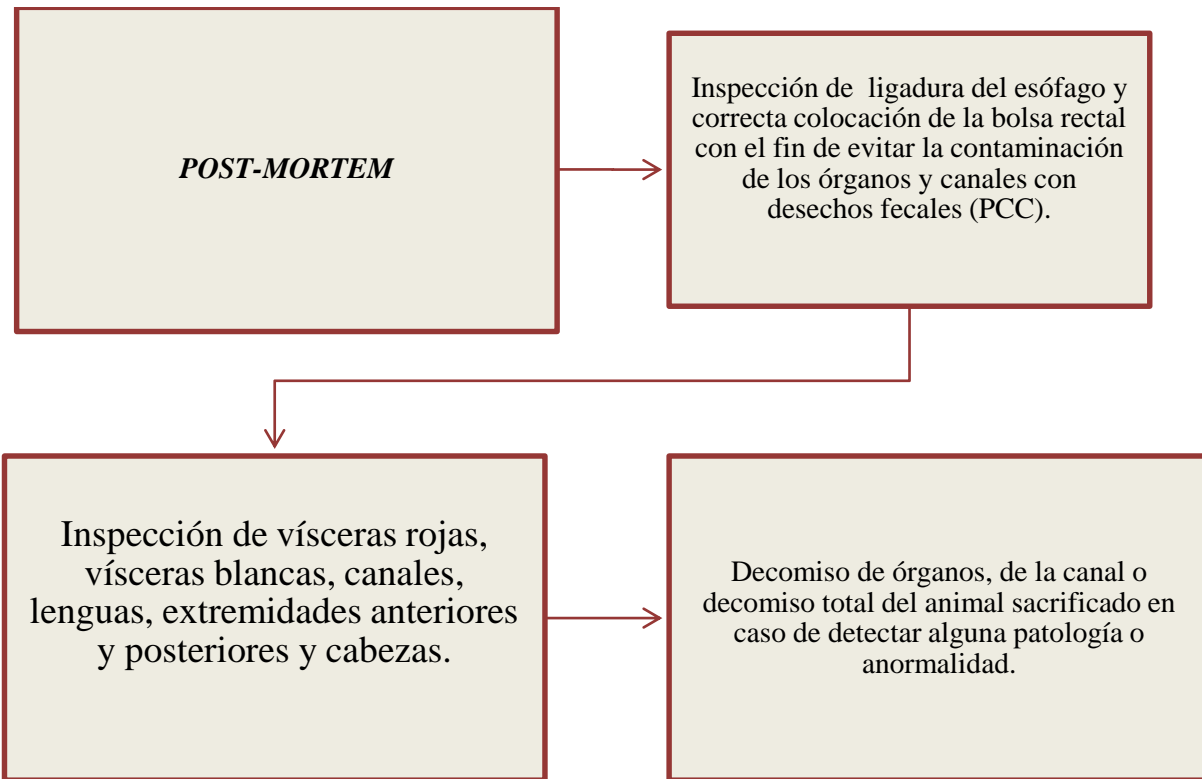 POST-MORTEM
Inspección de ligadura del esófago y
correcta colocación de la bolsa rectal
con el fin de evitar la contaminación
de los órganos y canales con
desechos fecales (PCC).
Inspección de vísceras rojas,
vísceras blancas, canales,
lenguas, extremidades anteriores
y posteriores y cabezas.
Decomiso de órganos, de la canal o
decomiso total del animal sacrificado en
caso de detectar alguna patología o
anormalidad.